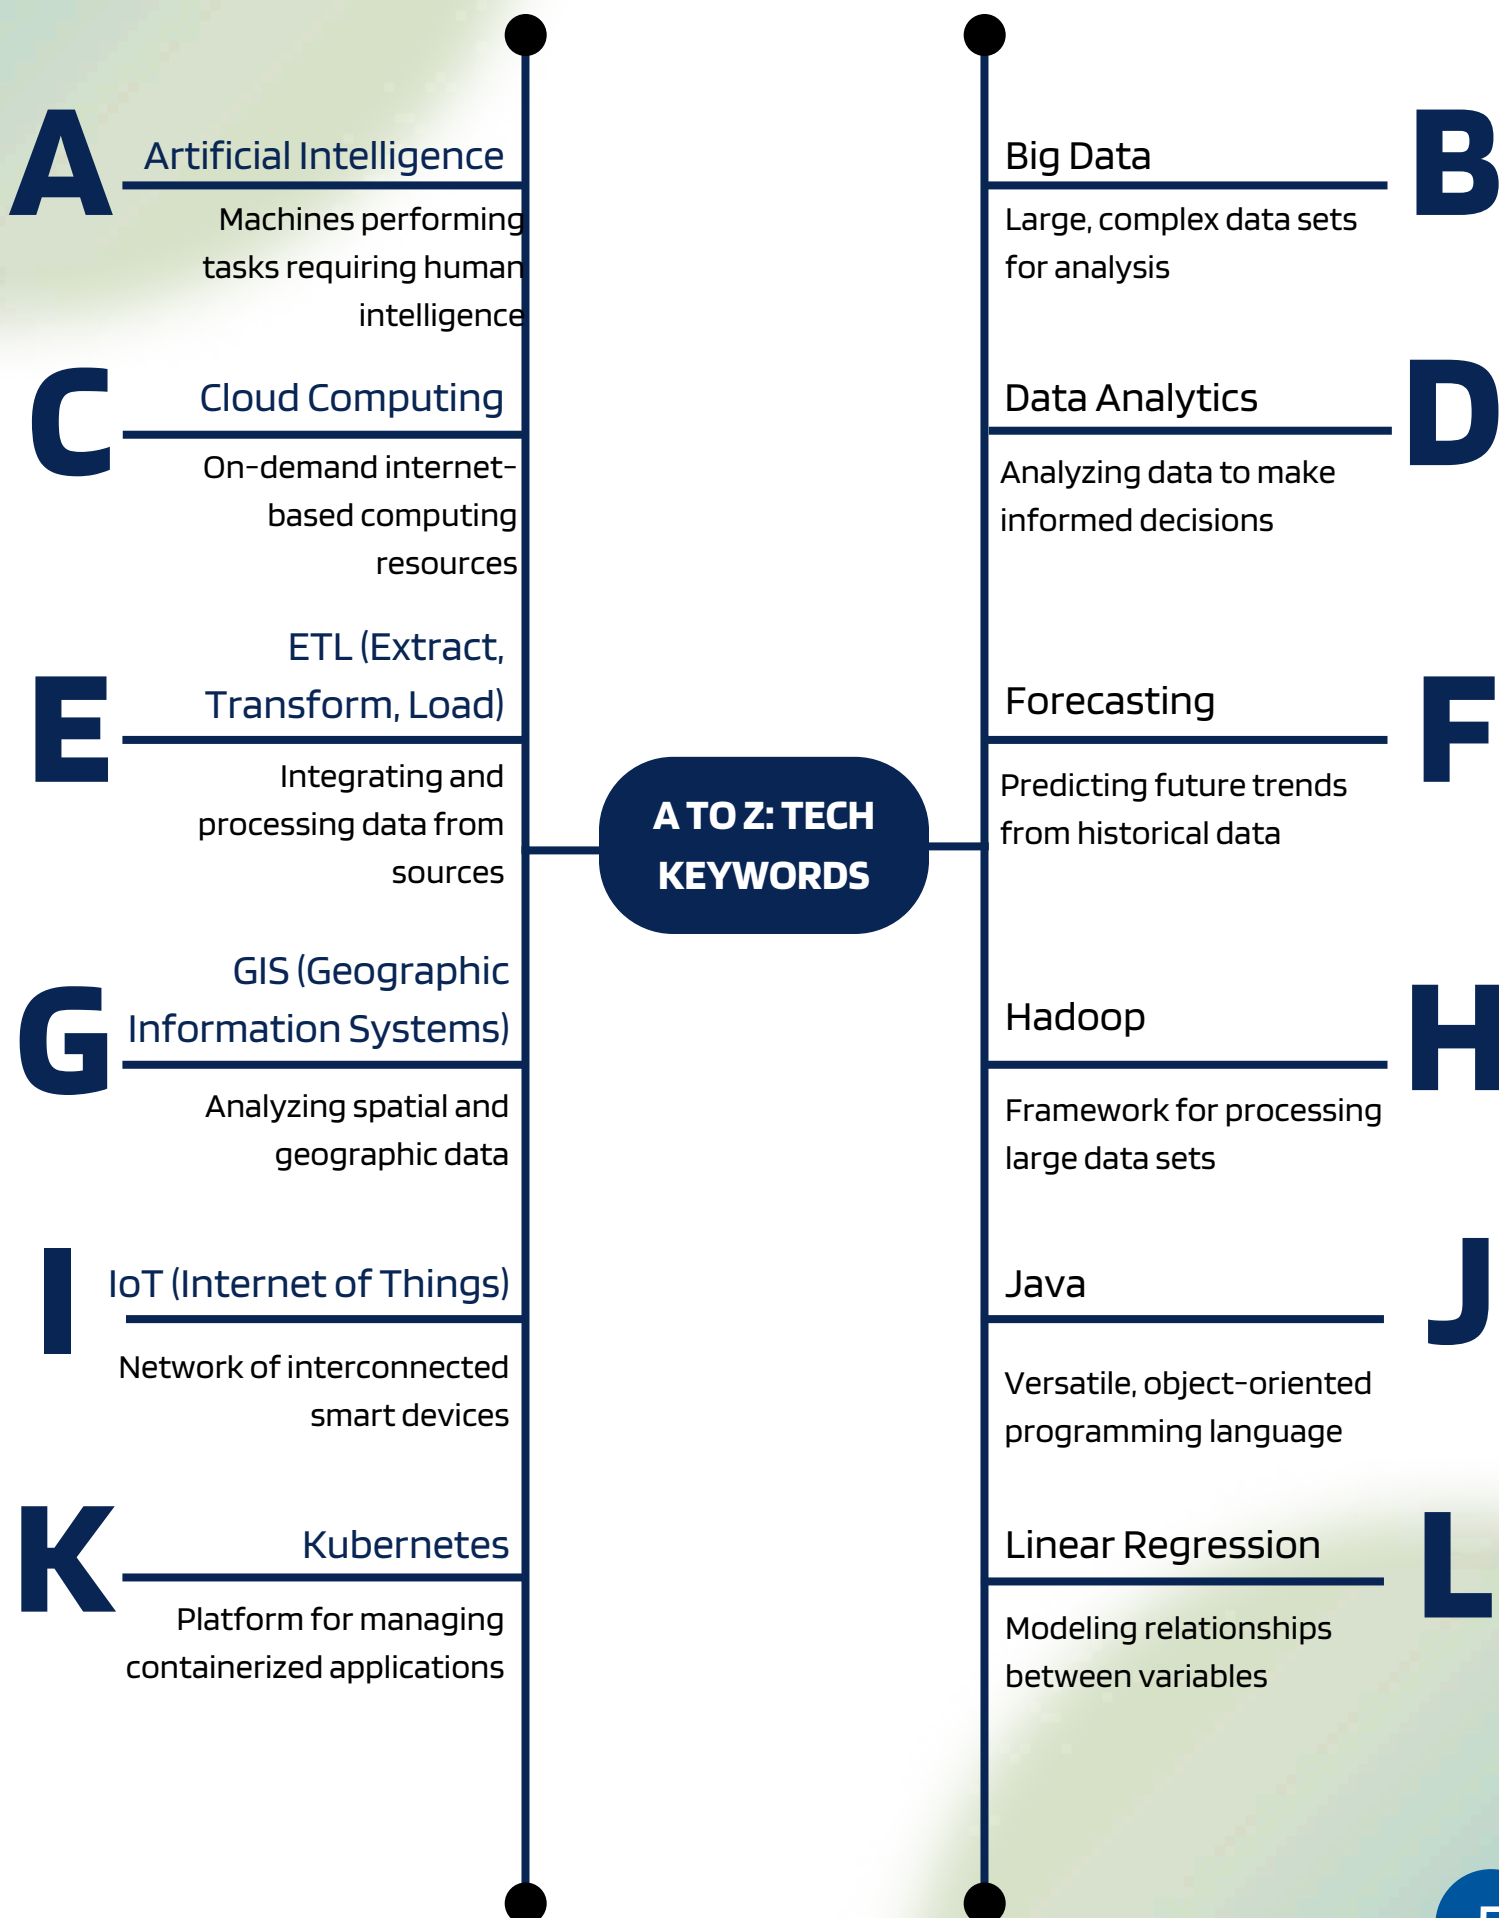 A
Artificial Intelligence
Machines performing
tasks requiring human
intelligence
B
Big Data
Large, complex data sets
for analysis
C
Cloud Computing
On-demand internet-
based computing
resources
D
Data Analytics
Analyzing data to make
informed decisions
E
ETL (Extract,
Transform, Load)
Integrating and
processing data from
sources
F
Forecasting
Predicting future trends
from historical data
A TO Z: TECH
KEYWORDS
G
GIS (Geographic
Information Systems)
Analyzing spatial and
geographic data
H
Hadoop
Framework for processing
large data sets
I
IoT (Internet of Things)
Network of interconnected
smart devices
J
Java
Versatile, object-oriented
programming language
K
Kubernetes
Platform for managing
containerized applications
L
Linear Regression
Modeling relationships
between variables